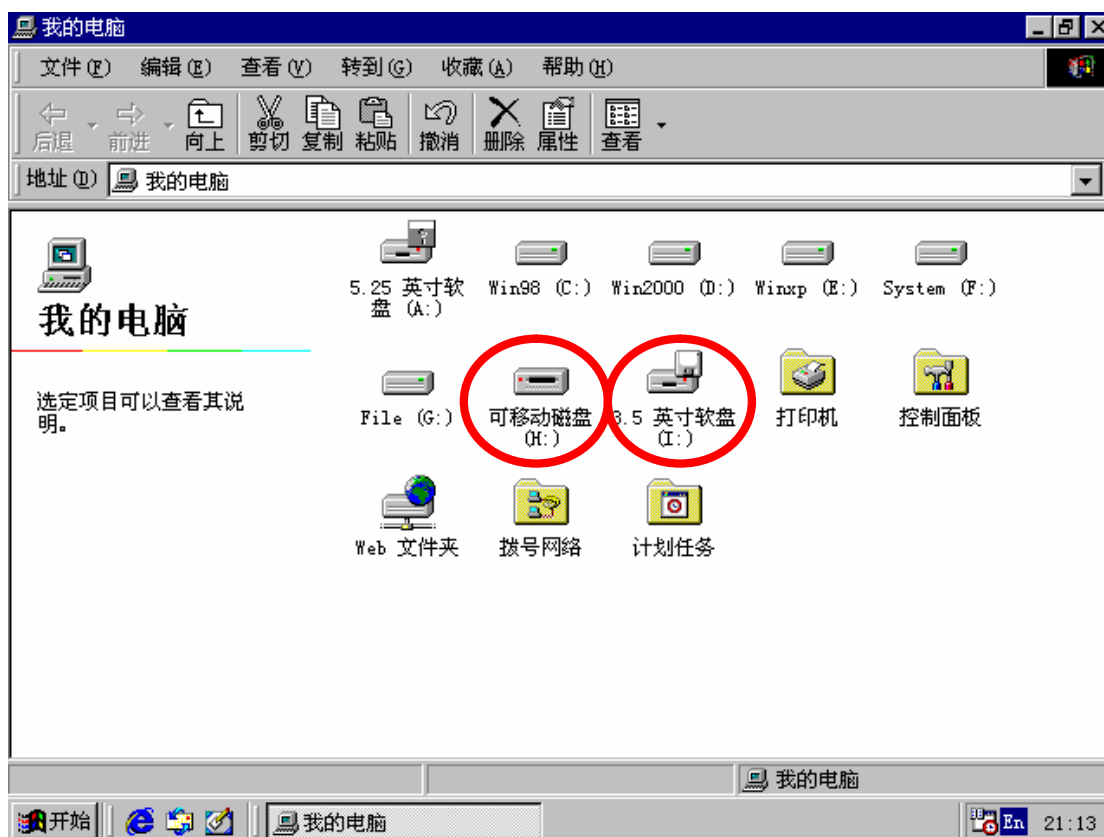 我的电脑
文件(F) 编辑(E) 查看(V) 转到(G) 收藏(A) 帮助(H)
后退 前进 向上 剪切 复制 粘贴 撤消 删除 属性 查看
地址(D) 我的电脑
我的电脑
选定项目可以查看其说
明。
5.25 英寸软
盘 (A:)
Win98 (C:)
Win2000 (D:)
Winxp (E:)
System (F:)
File (G:)
可移动磁盘
(H:)
3.5 英寸软盘
(I:)
打印机
控制面板
Web 文件夹
拨号网络
计划任务
我的电脑
开始 我的电脑 En 21:13